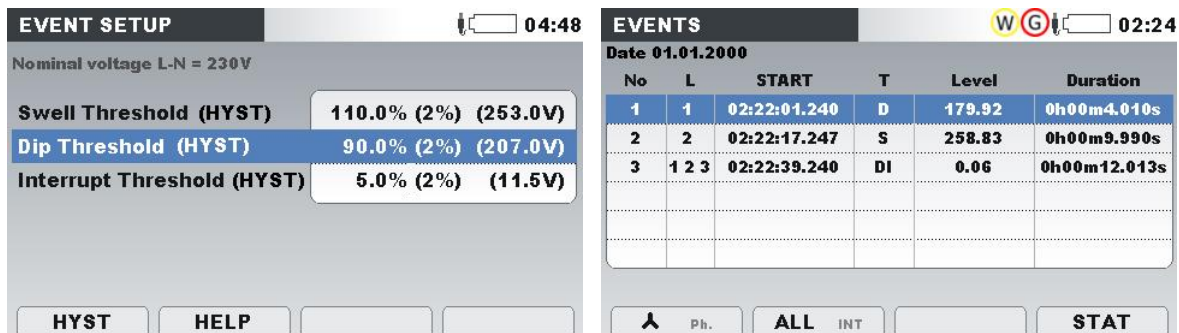 EVENT SETUP 04:48
Nominal voltage L-N = 230V
Swell Threshold (HYST) 110.0% (2%) (253.0V)
Dip Threshold (HYST) 90.0% (2%) (207.0V)
Interrupt Threshold (HYST) 5.0% (2%) (11.5V)
HYST HELP
EVENTS W G 02:24
Date 01.01.2000
No L START T Level Duration
1 1 02:22:01.240 D 179.92 0h00m4.010s
2 2 02:22:17.247 S 258.83 0h00m9.990s
3 1 2 3 02:22:39.240 DI 0.06 0h00m12.013s
Ph. ALL INT STAT